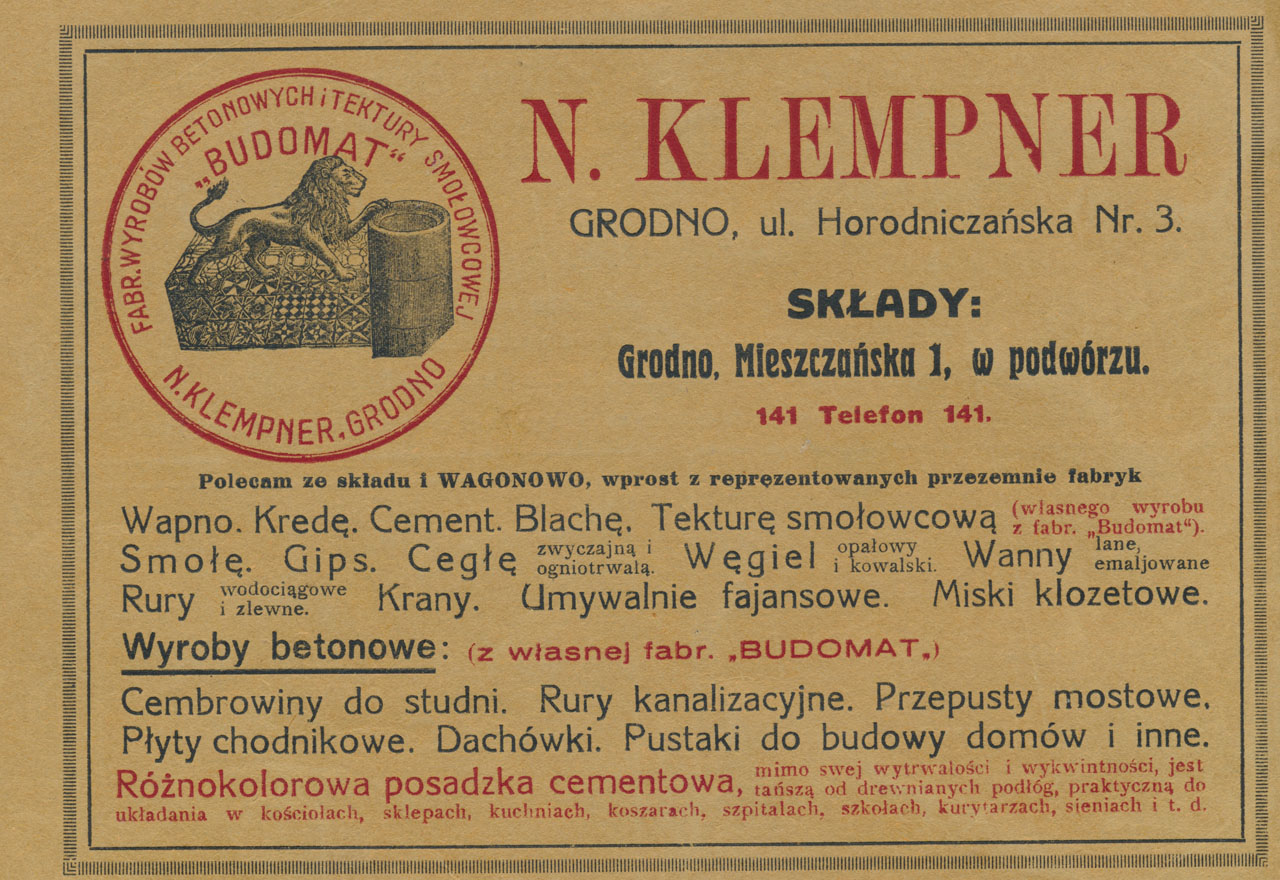 FABR. WYROBÓW BETONOWYCH i TEKTURY SMOŁOWCOWEJ
„BUDOMAT“
N. KLEMPNER, GRODNO
N. KLEMPNER
GRODNO, ul. Horodniczańska Nr. 3.
SKŁADY:
Grodno, Mieszczańska 1, w podwórzu.
141 Telefon 141.
Polecam ze składu i WAGONOWO, wprost z repręzentowanych przezemnie fabryk
Wapno. Kredę. Cement. Blachę. Tekturę smołowcową (własnego wyrobu z fabr. „Budomat“).
Smołę. Gips. Cegłę zwyczajną i ogniotrwałą. Węgiel opałowy i kowalski. Wanny lane, emaljowane
Rury wodociągowe i zlewne. Krany. Umywalnie fajansowe. Miski klozetowe.
Wyroby betonowe: (z własnej fabr. „BUDOMAT„)
Cembrowiny do studni. Rury kanalizacyjne. Przepusty mostowe.
Płyty chodnikowe. Dachówki. Pustaki do budowy domów i inne.
Różnokolorowa posadzka cementowa, mimo swej wytrwałości i wykwintności, jest tańszą od drewnianych podłóg, praktyczną do
układania w kościołach, sklepach, kuchniach, koszarach, szpitalach, szkołach, kurytarzach, sieniach i t. d.